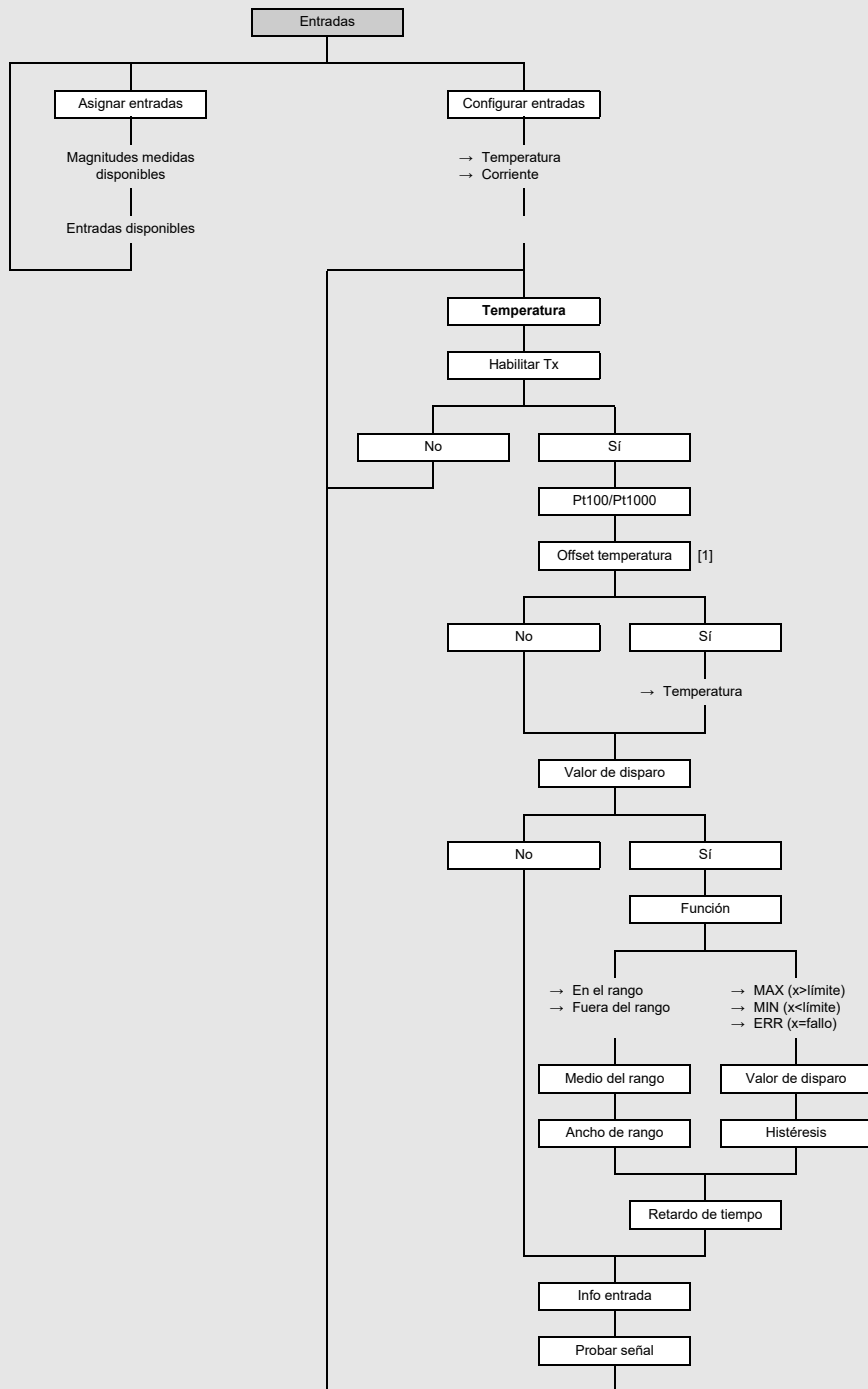 Entradas
Asignar entradas
Configurar entradas
Magnitudes medidas
disponibles
→ Temperatura
→ Corriente
Entradas disponibles
Temperatura
Habilitar Tx
No
Sí
Pt100/Pt1000
Offset temperatura [1]
No
Sí
→ Temperatura
Valor de disparo
No
Sí
Función
→ En el rango
→ Fuera del rango
→ MAX (x>límite)
→ MIN (x<límite)
→ ERR (x=fallo)
Medio del rango
Valor de disparo
Ancho de rango
Histéresis
Retardo de tiempo
Info entrada
Probar señal